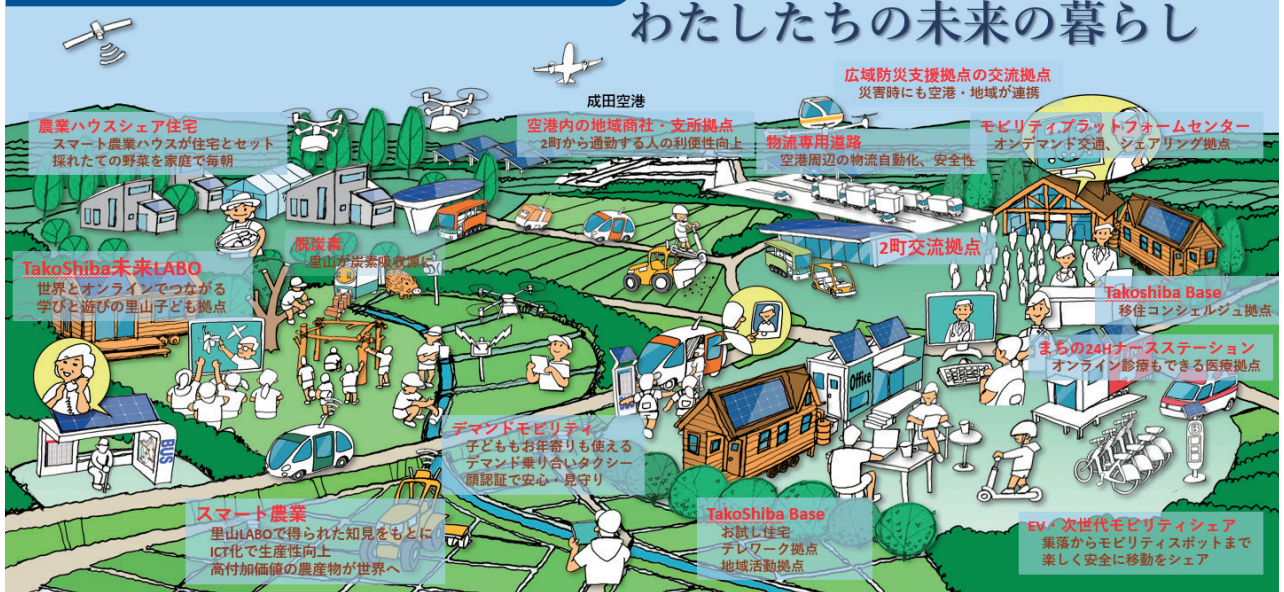 わたしたちの未来の暮らし
広域防災支援拠点の交流拠点
災害時にも空港・地域が連携
成田空港
農業ハウスシェア住宅
スマート農業ハウスが住宅とセット
採れたての野菜を家庭で毎朝
空港内の地域商社・支所拠点
2町から通勤する人の利便性向上
物流専用道路
空港周辺の物流自動化、安全性
モビリティプラットフォームセンター
オンデマンド交通、シェアリング拠点
脱炭素
里山が炭素吸収源に
2町交流拠点
TakoShiba未来LABO
世界とオンラインでつながる
学びと遊びの里山子ども拠点
Takoshiba Base
移住コンシェルジュ拠点
まちの24Hナースステーション
オンライン診療もできる医療拠点
Office
BUS
デマンドモビリティ
子どももお年寄りも使える
デマンド乗り合いタクシー
顔認証で安心・見守り
スマート農業
里山LABOで得られた知見をもとに
ICT化で生産性向上
高付加価値の農産物が世界へ
TakoShiba Base
お試し住宅
テレワーク拠点
地域活動拠点
EV・次世代モビリティシェア
集落からモビリティスポットまで
楽しく安全に移動をシェア